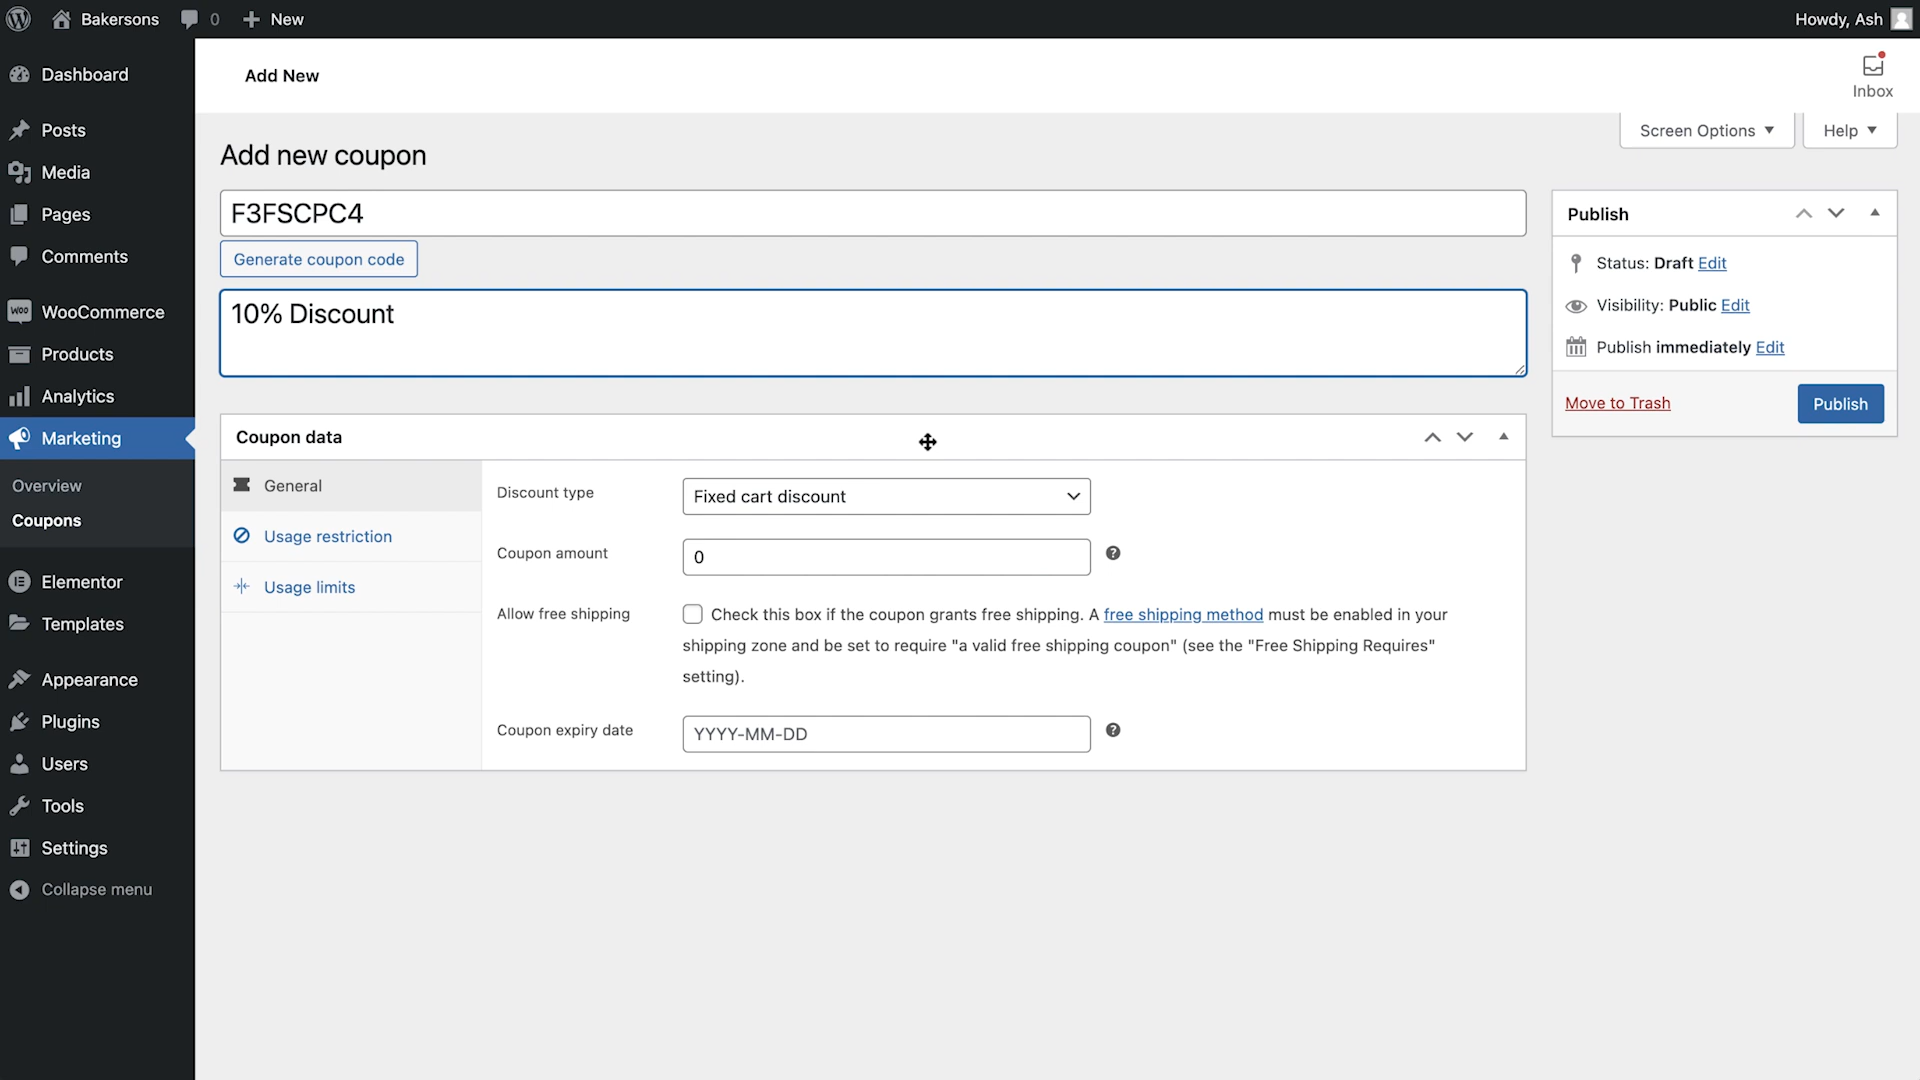 Bakersons 0 New Howdy, Ash
Dashboard
Posts
Media
Pages
Comments
WooCommerce
Products
Analytics
Marketing
Overview
Coupons
Elementor
Templates
Appearance
Plugins
Users
Tools
Settings
Collapse menu
Add New
Inbox
Screen Options
Help
Add new coupon
F3FSCPC4
Generate coupon code
10% Discount
Coupon data
General
Usage restriction
Usage limits
Discount type
Fixed cart discount
Coupon amount
0
Allow free shipping
Check this box if the coupon grants free shipping. A free shipping method must be enabled in your
shipping zone and be set to require "a valid free shipping coupon" (see the "Free Shipping Requires"
setting).
Coupon expiry date
YYYY-MM-DD
Publish
Status: Draft Edit
Visibility: Public Edit
Publish immediately Edit
Move to Trash
Publish